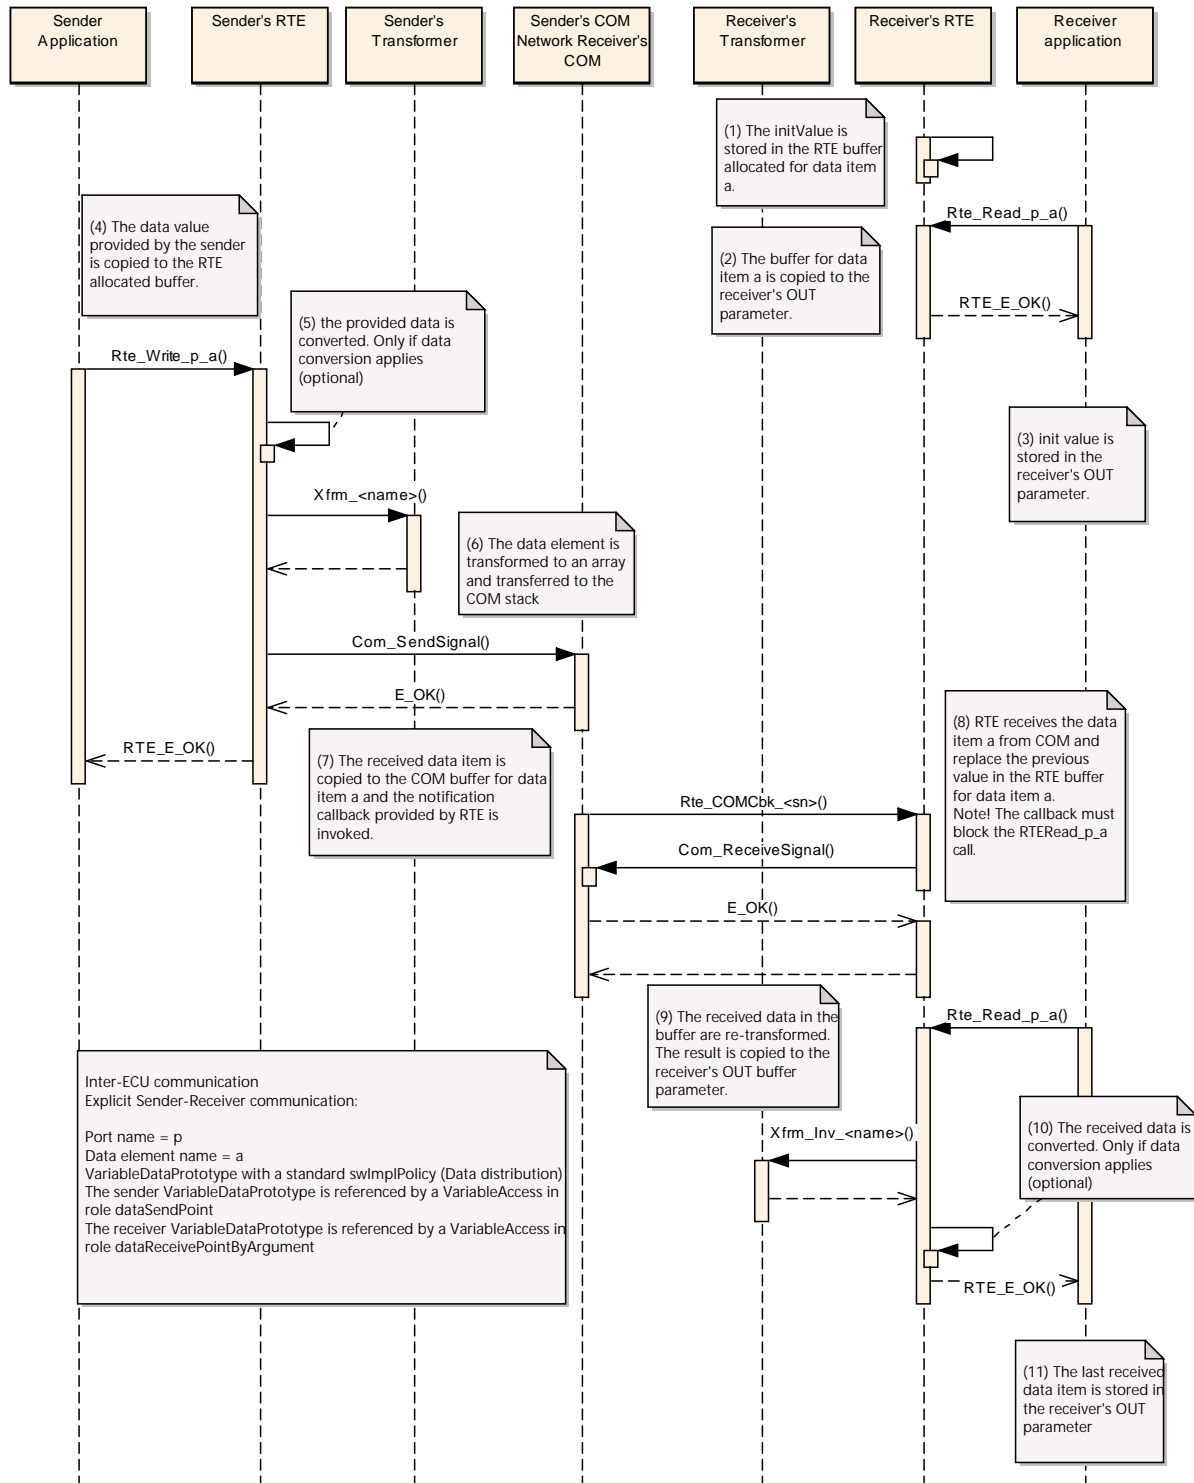 Sender
Application
Sender's RTE
Sender's
Transformer
Sender's COM
Network Receiver's
COM
Receiver's
Transformer
Receiver's RTE
Receiver
application
(1) The initValue is
stored in the RTE buffer
allocated for data item
a.
Rte_Read_p_a()
(4) The data value
provided by the sender
is copied to the RTE
allocated buffer.
(2) The buffer for data
item a is copied to the
receiver's OUT
parameter.
RTE_E_OK()
(5) the provided data is
converted. Only if data
conversion applies
(optional)
Rte_Write_p_a()
(3) init value is
stored in the
receiver's OUT
parameter.
Xfrm_<name>()
(6) The data element is
transformed to an array
and transferred to the
COM stack
Com_SendSignal()
E_OK()
RTE_E_OK()
(7) The received data item is
copied to the COM buffer for data
item a and the notification
callback provided by RTE is
invoked.
(8) RTE receives the data
item a from COM and
replace the previous
value in the RTE buffer
for data item a.
Note! The callback must
block the RTERead_p_a
call.
Rte_COMCbk_<sn>()
Com_ReceiveSignal()
E_OK()
(9) The received data in the
buffer are re-transformed.
The result is copied to the
receiver's OUT buffer
parameter.
Rte_Read_p_a()
Inter-ECU communication
Explicit Sender-Receiver communication:
Port name = p
Data element name = a
VariableDataPrototype with a standard swImplPolicy (Data distribution)
The sender VariableDataPrototype is referenced by a VariableAccess in
role dataSendPoint
The receiver VariableDataPrototype is referenced by a VariableAccess in
role dataReceivePointByArgument
Xfrm_Inv_<name>()
(10) The received data is
converted. Only if data
conversion applies
(optional)
RTE_E_OK()
(11) The last received
data item is stored in
the receiver's OUT
parameter